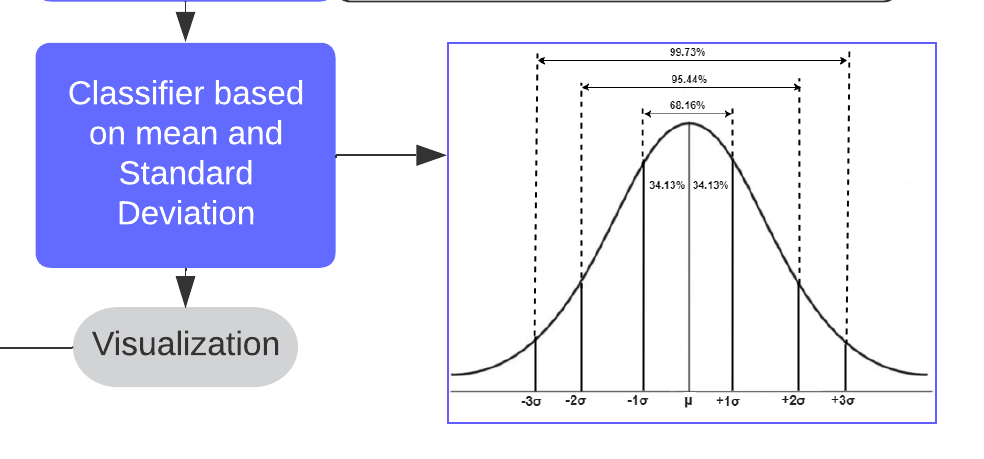 Classifier based
on mean and
Standard
Deviation
Visualization
99.73%
95.44%
68.16%
34.13% 34.13%
-3σ -2σ -1σ μ +1σ +2σ +3σ